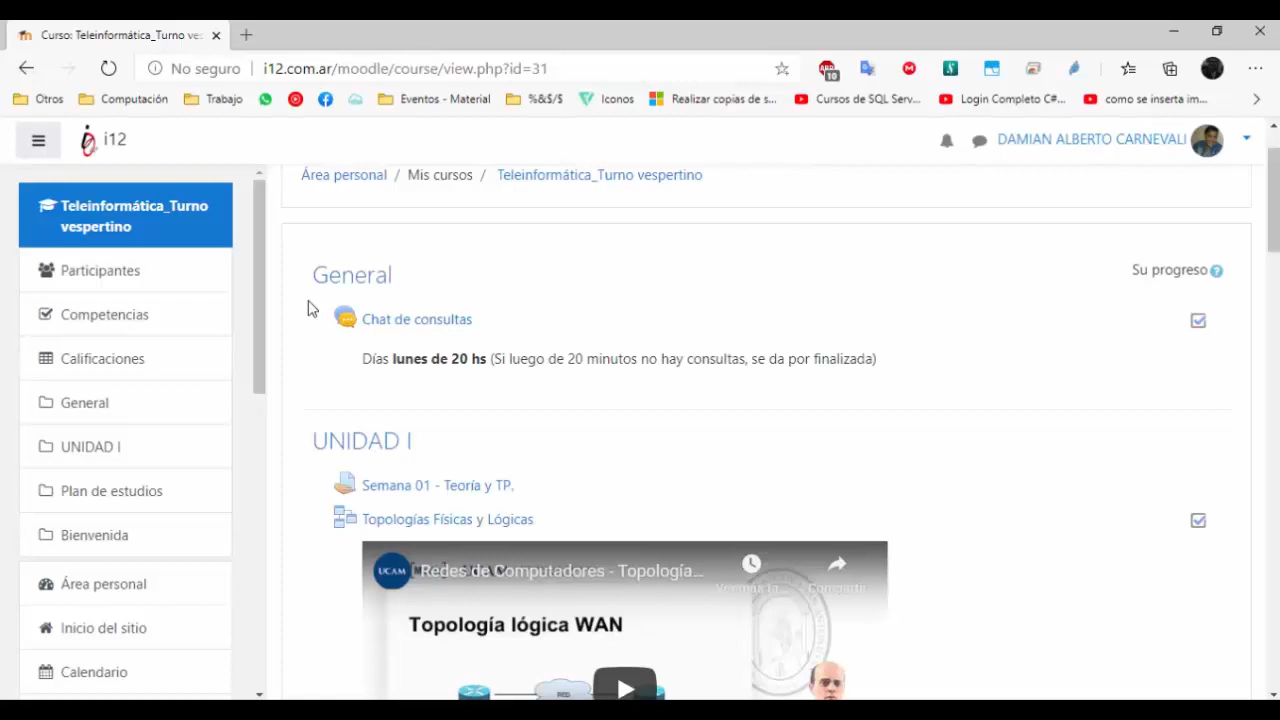 Curso: Teleinformática_Turno ve
No seguro
i12.com.ar/moodle/course/view.php?id=31
10
Otros
Computación
Trabajo
Eventos - Material
%&$/$
Iconos
Realizar copias de s...
Cursos de SQL Serv...
Login Completo C#...
como se inserta im...
i12
DAMIAN ALBERTO CARNEVALI
Área personal / Mis cursos / Teleinformática_Turno vespertino
Teleinformática_Turno
vespertino
Participantes
Competencias
Calificaciones
General
UNIDAD I
Plan de estudios
Bienvenida
Área personal
Inicio del sitio
Calendario
General
Su progreso
Chat de consultas
Días lunes de 20 hs (Si luego de 20 minutos no hay consultas, se da por finalizada)
UNIDAD I
Semana 01 - Teoría y TP.
Topologías Físicas y Lógicas
UCAM
Redes de Computadores - Topología...
Compartir
Topología lógica WAN
RED